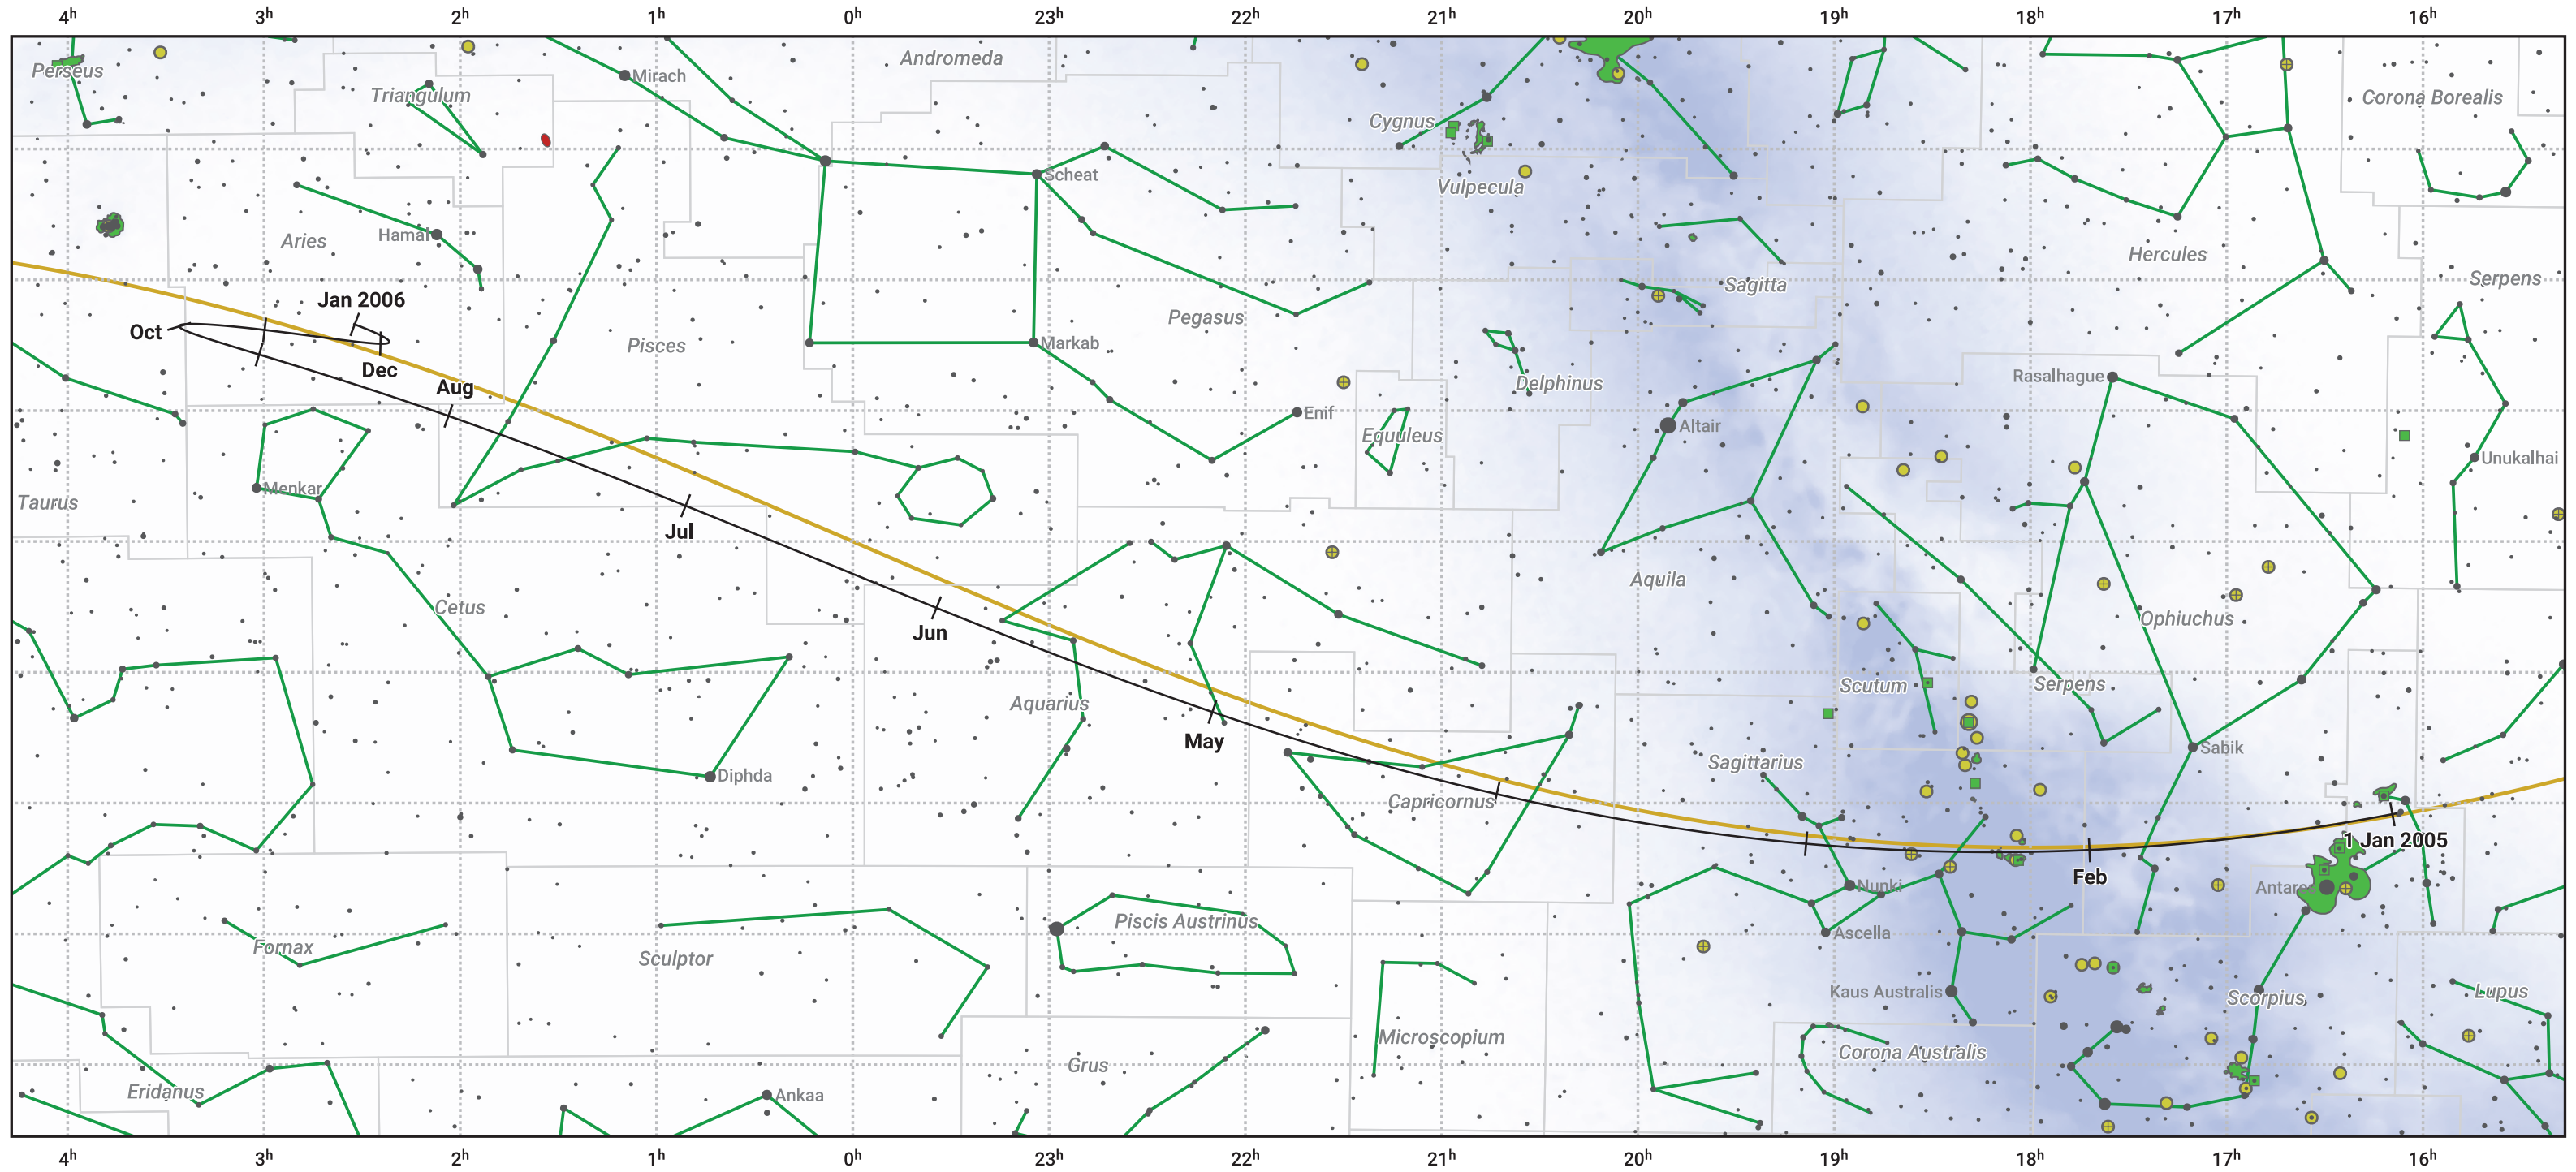 4h 3h 2h 1h 0h 23h 22h 21h 20h 19h 18h 17h 16h
Andromeda
Perseus
Mirach
Triangulum
Corona Borealis
Cygnus
Scheat
Vulpecula
Hamal
Aries
Hercules
Serpens
Sagitta
Jan 2006
Oct
Pegasus
Pisces
Markab
Dec
Aug
Delphinus
Rasalhague
Enif
Altair
Equuleus
Unukalhai
Menkar
Taurus
Jul
Aquila
Cetus
Ophiuchus
Jun
Serpens
Scutum
Aquarius
May
Sabik
Sagittarius
Diphda
Capricornus
1 Jan 2005
Feb
Nunki
Antares
Piscis Austrinus
Ascella
Fornax
Sculptor
Kaus Australis
Lupus
Scorpius
Microscopium
Corona Australis
Grus
Eridanus
Ankaa
4h 3h 2h 1h 0h 23h 22h 21h 20h 19h 18h 17h 16h